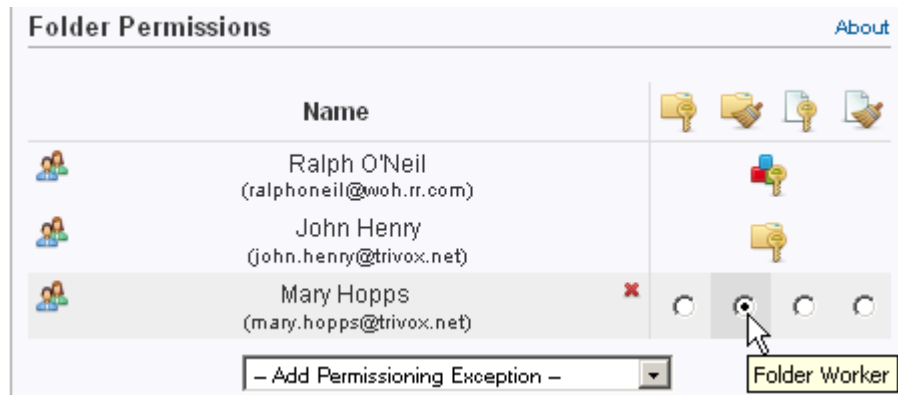 Folder Permissions About
Name
Ralph O'Neil
(ralphoneil@woh.rr.com)
John Henry
(john.henry@trivox.net)
Mary Hopps
(mary.hopps@trivox.net)
– Add Permissioning Exception –
Folder Worker